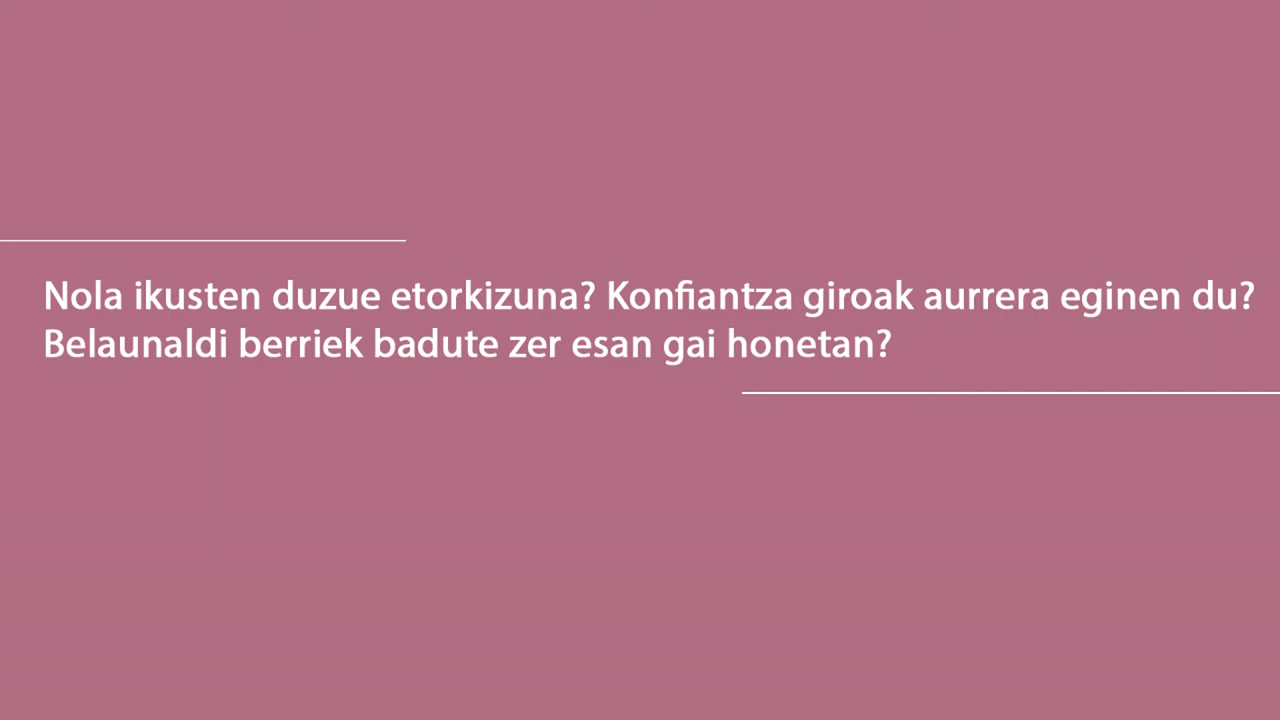 Nola ikusten duzue etorkizuna? Konfiantza giroak aurrera eginen du?
Belaunaldi berriek badute zer esan gai honetan?